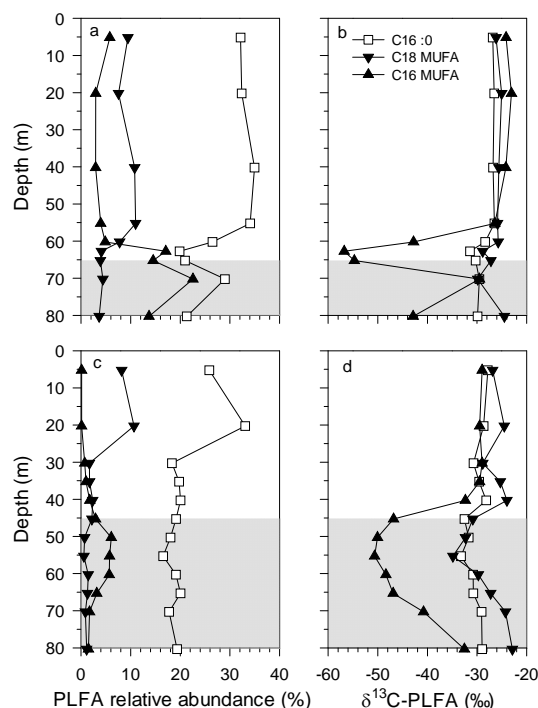 0
10
20
30
40
50
60
70
80
Depth (m)
a
b
C16 :0
C18 MUFA
C16 MUFA
0
10
20
30
40
50
60
70
80
Depth (m)
c
d
0 10 20 30 40
PLFA relative abundance (%)
-60 -50 -40 -30 -20
δ¹³C-PLFA (‰)